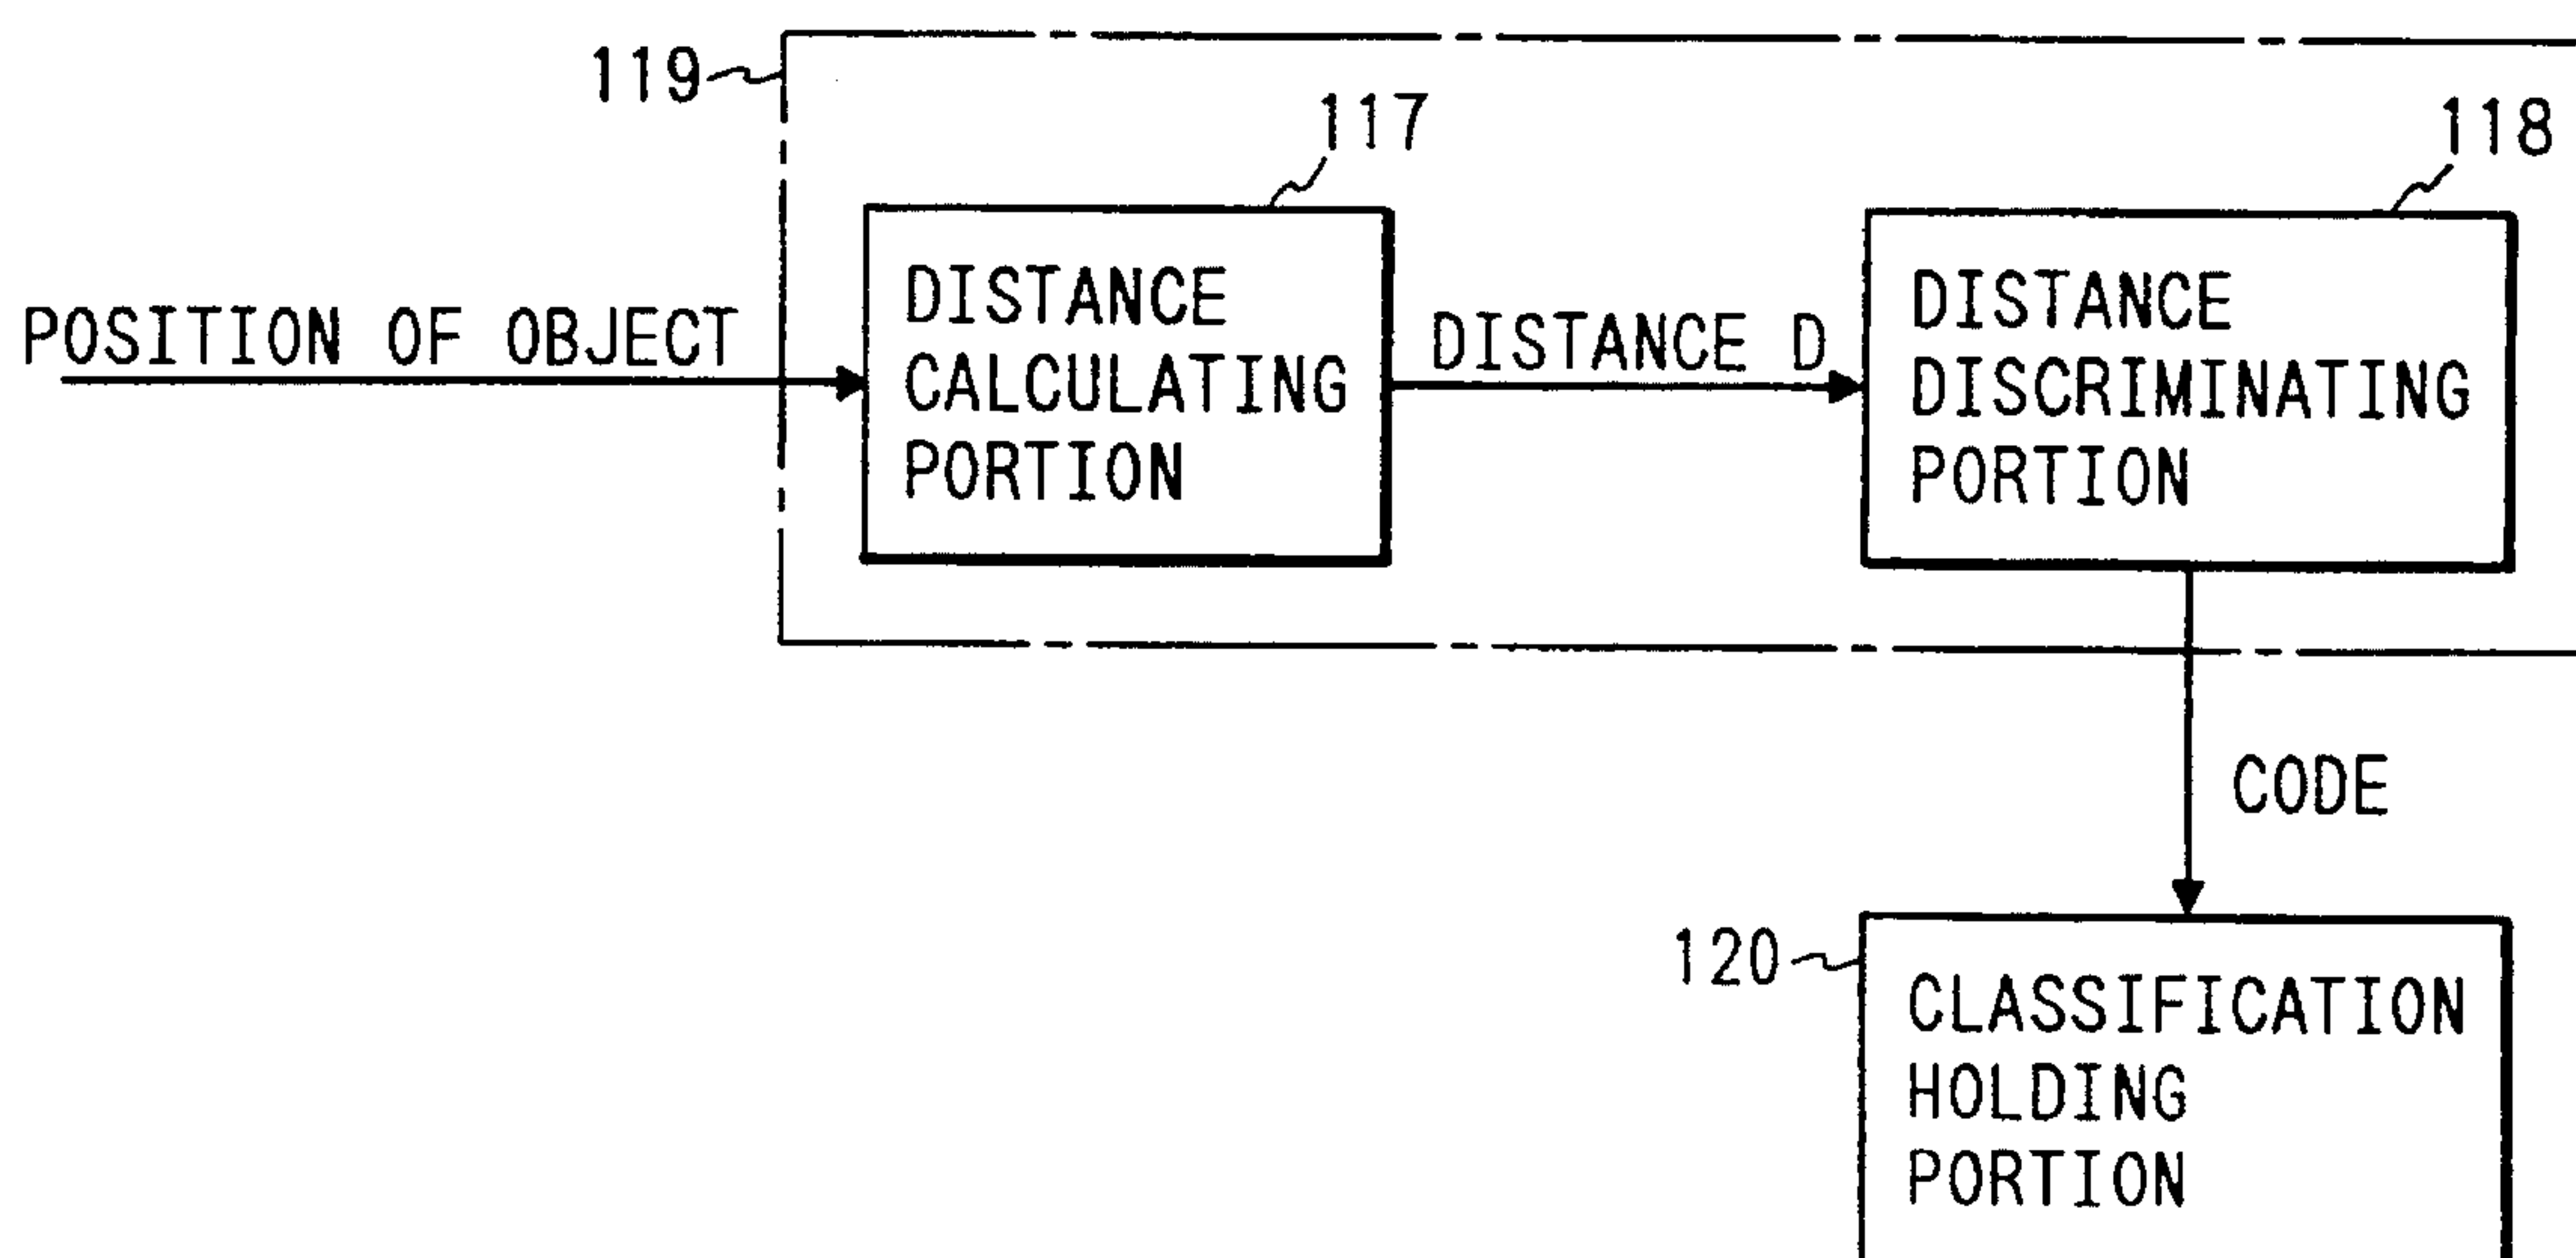 119
117
118
POSITION OF OBJECT
DISTANCE
CALCULATING
PORTION
DISTANCE D
DISTANCE
DISCRIMINATING
PORTION
CODE
120
CLASSIFICATION
HOLDING
PORTION